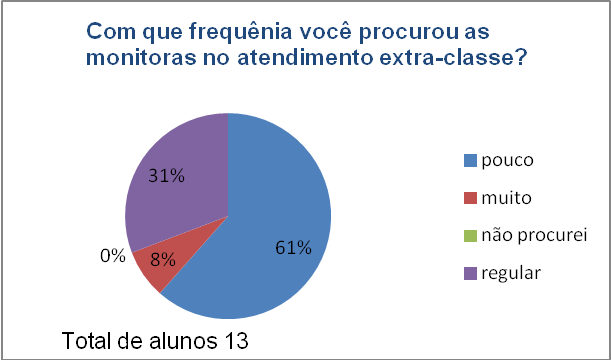 Com que frequênia você procurou as
monitoras no atendimento extra-classe?
31%
0%
8%
61%
pouco
muito
não procurei
regular
Total de alunos 13